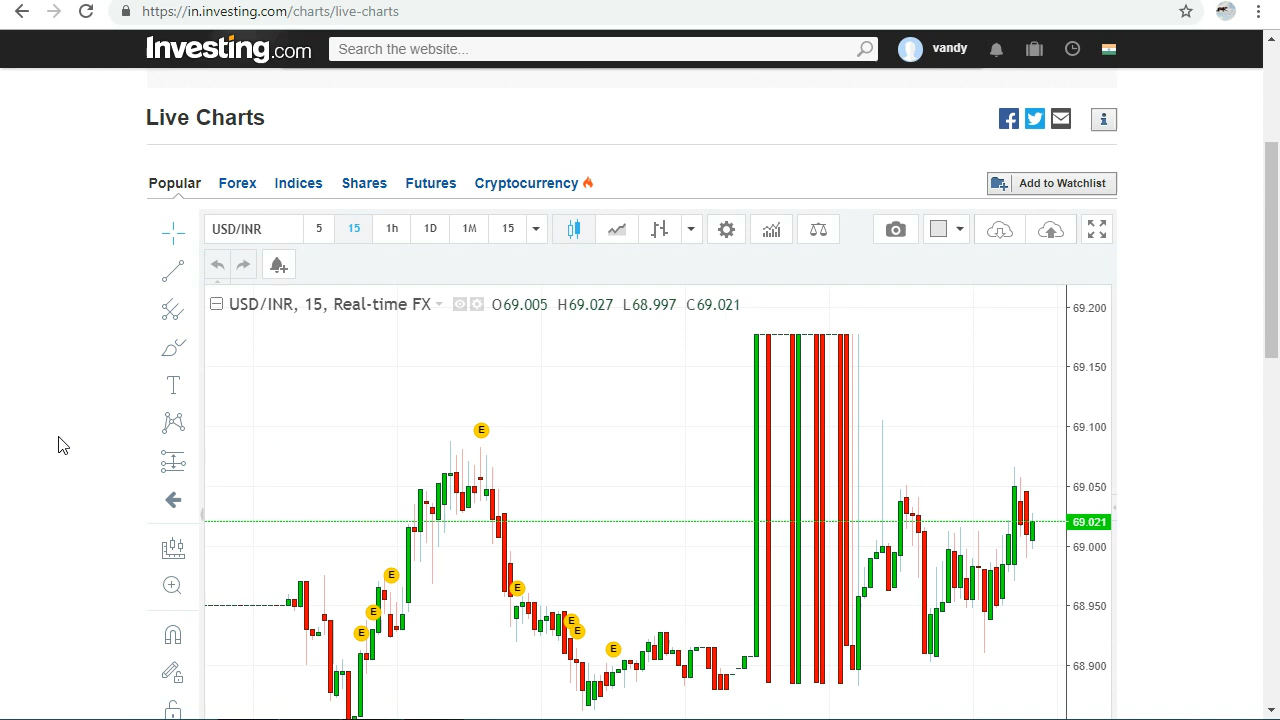 https://in.investing.com/charts/live-charts
Investing.com
Search the website...
vandy
Live Charts
Popular Forex Indices Shares Futures Cryptocurrency
Add to Watchlist
USD/INR 5 15 1h 1D 1M 15
USD/INR, 15, Real-time FX O69.005 H69.027 L68.997 C69.021
69.200
69.150
69.100
E
69.050
69.021
69.000
E
E
68.950
E
E
E
E
E
68.900